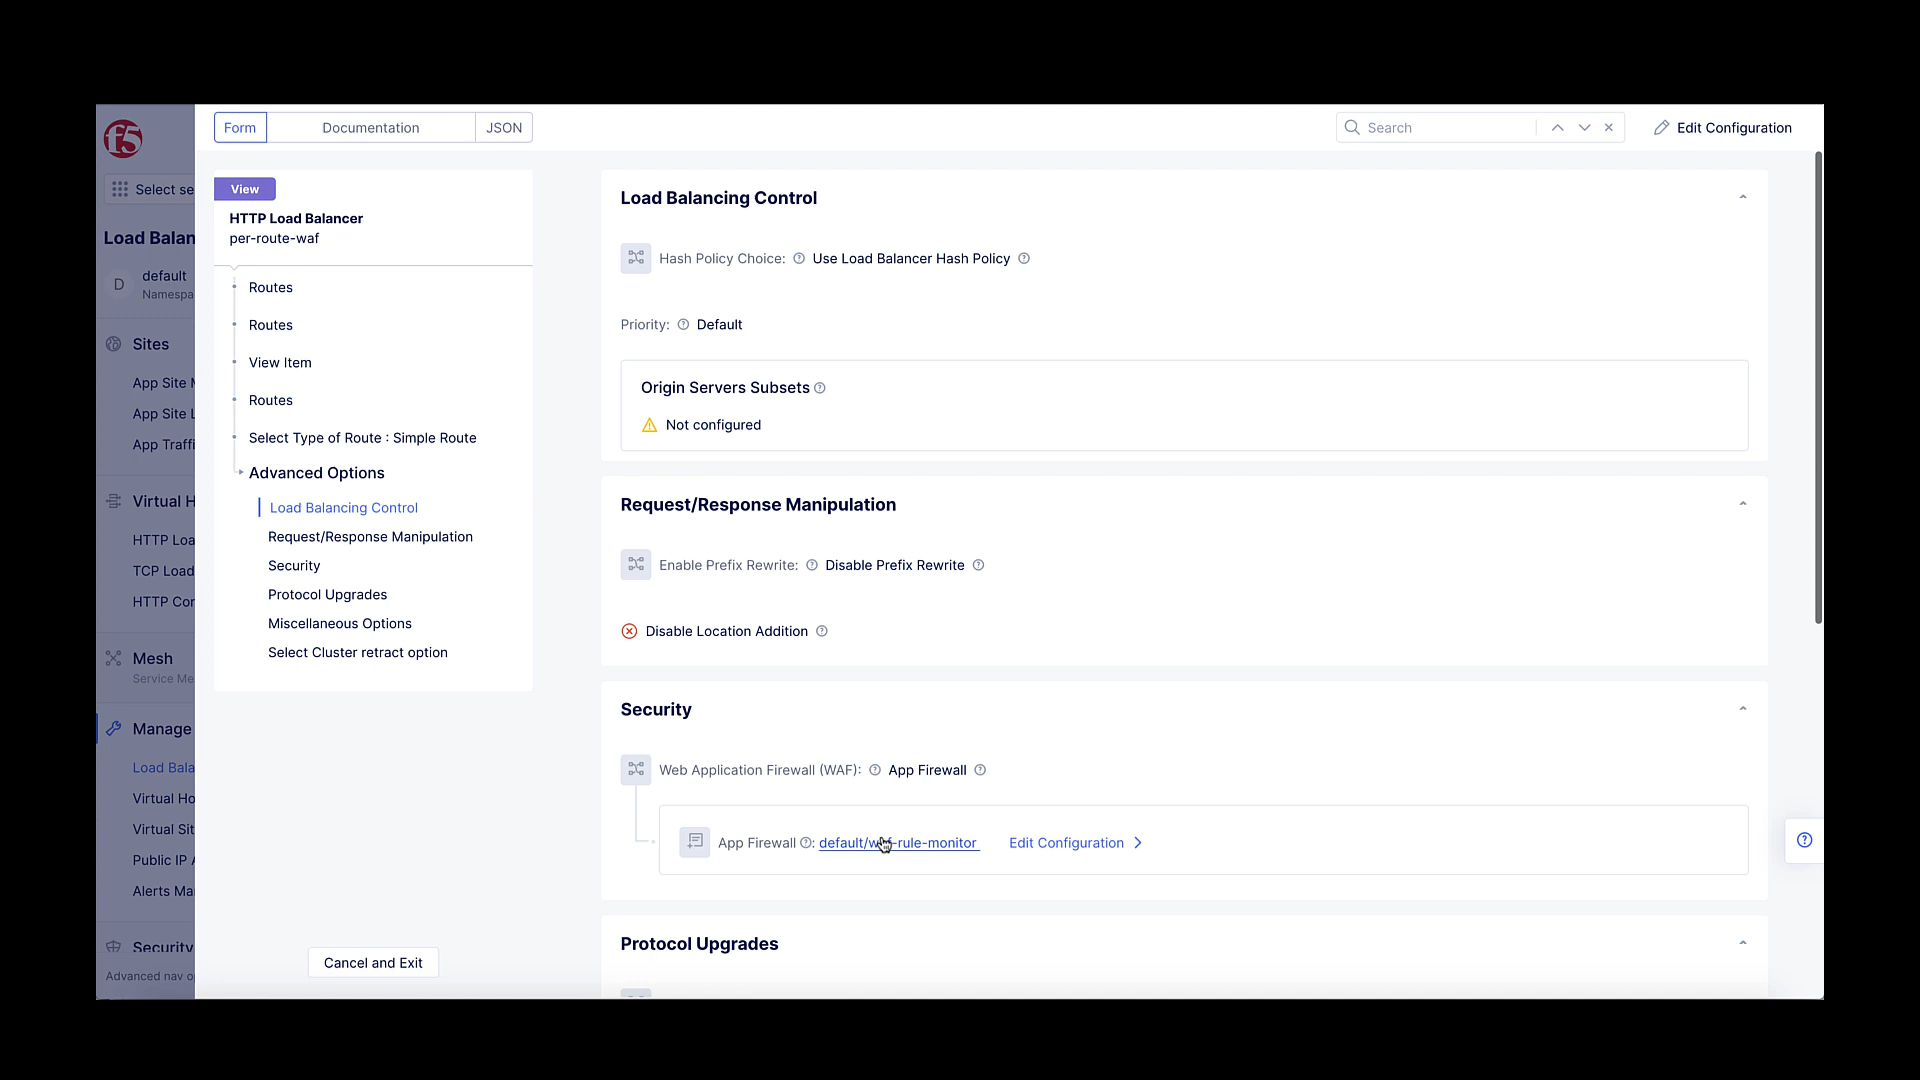 f5
Form
Documentation
JSON
Search
Edit Configuration
Select se
Load Balan
D
default
Namespa
Sites
App Site M
App Site L
App Traffi
Virtual H
HTTP Loa
TCP Load
HTTP Cor
Mesh
Service Me
Manage
Load Bala
Virtual Ho
Virtual Sit
Public IP A
Alerts Ma
Security
Advanced nav op
View
HTTP Load Balancer
per-route-waf
Routes
Routes
View Item
Routes
Select Type of Route : Simple Route
Advanced Options
Load Balancing Control
Request/Response Manipulation
Security
Protocol Upgrades
Miscellaneous Options
Select Cluster retract option
Cancel and Exit
Load Balancing Control
Hash Policy Choice: Use Load Balancer Hash Policy
Priority: Default
Origin Servers Subsets
Not configured
Request/Response Manipulation
Enable Prefix Rewrite: Disable Prefix Rewrite
Disable Location Addition
Security
Web Application Firewall (WAF): App Firewall
App Firewall : default/waf-rule-monitor Edit Configuration
Protocol Upgrades